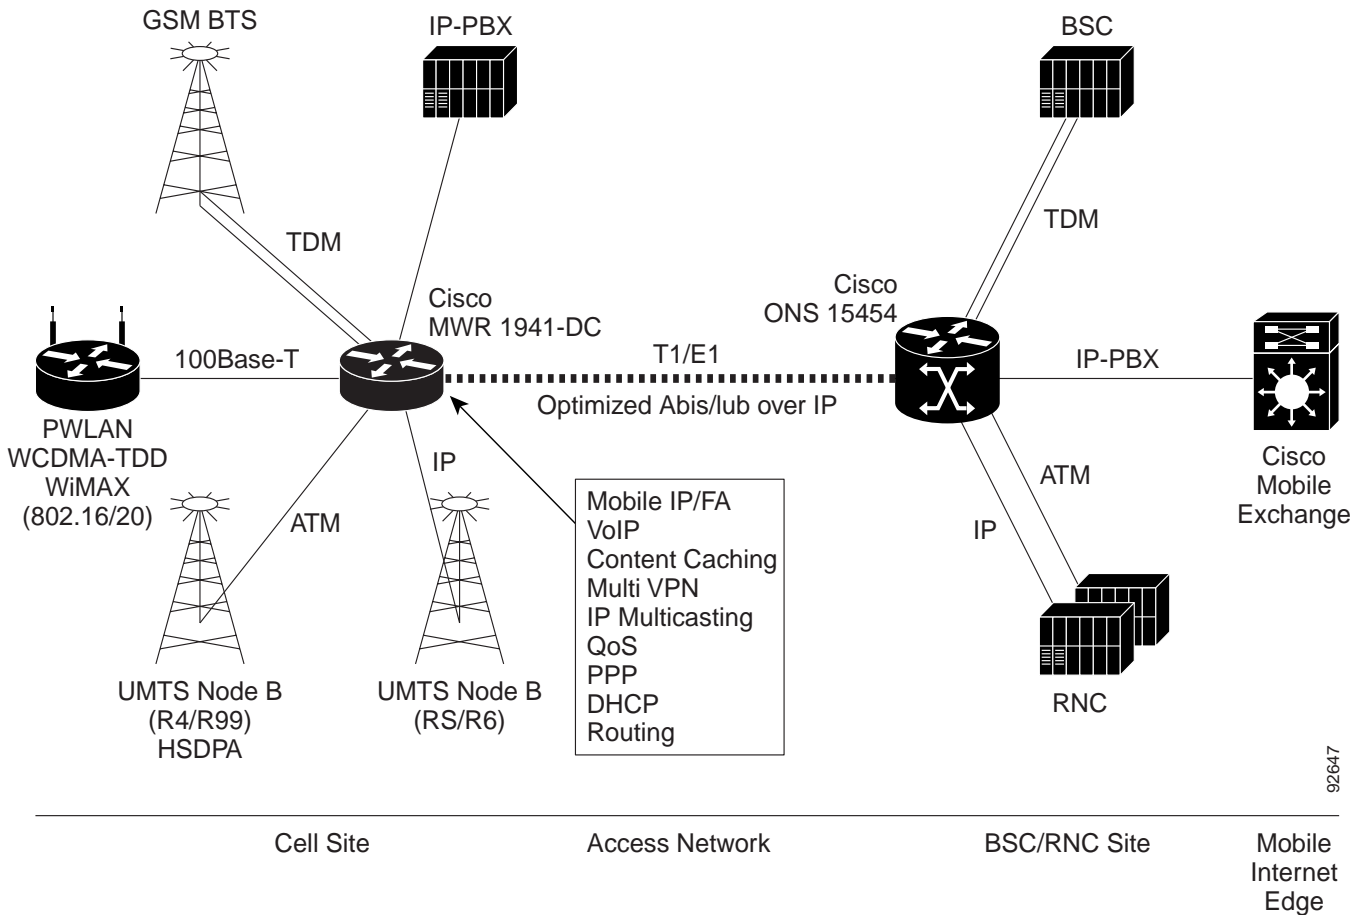 GSM BTS
IP-PBX
BSC
TDM
TDM
Cisco
MWR 1941-DC
Cisco
ONS 15454
100Base-T
T1/E1
IP-PBX
Optimized Abis/lub over IP
PWLAN
WCDMA-TDD
WiMAX
(802.16/20)
IP
ATM
ATM
IP
Cisco
Mobile
Exchange
Mobile IP/FA
VoIP
Content Caching
Multi VPN
IP Multicasting
QoS
PPP
DHCP
Routing
UMTS Node B
(R4/R99)
HSDPA
UMTS Node B
(RS/R6)
RNC
92647
Cell Site
Access Network
BSC/RNC Site
Mobile
Internet
Edge